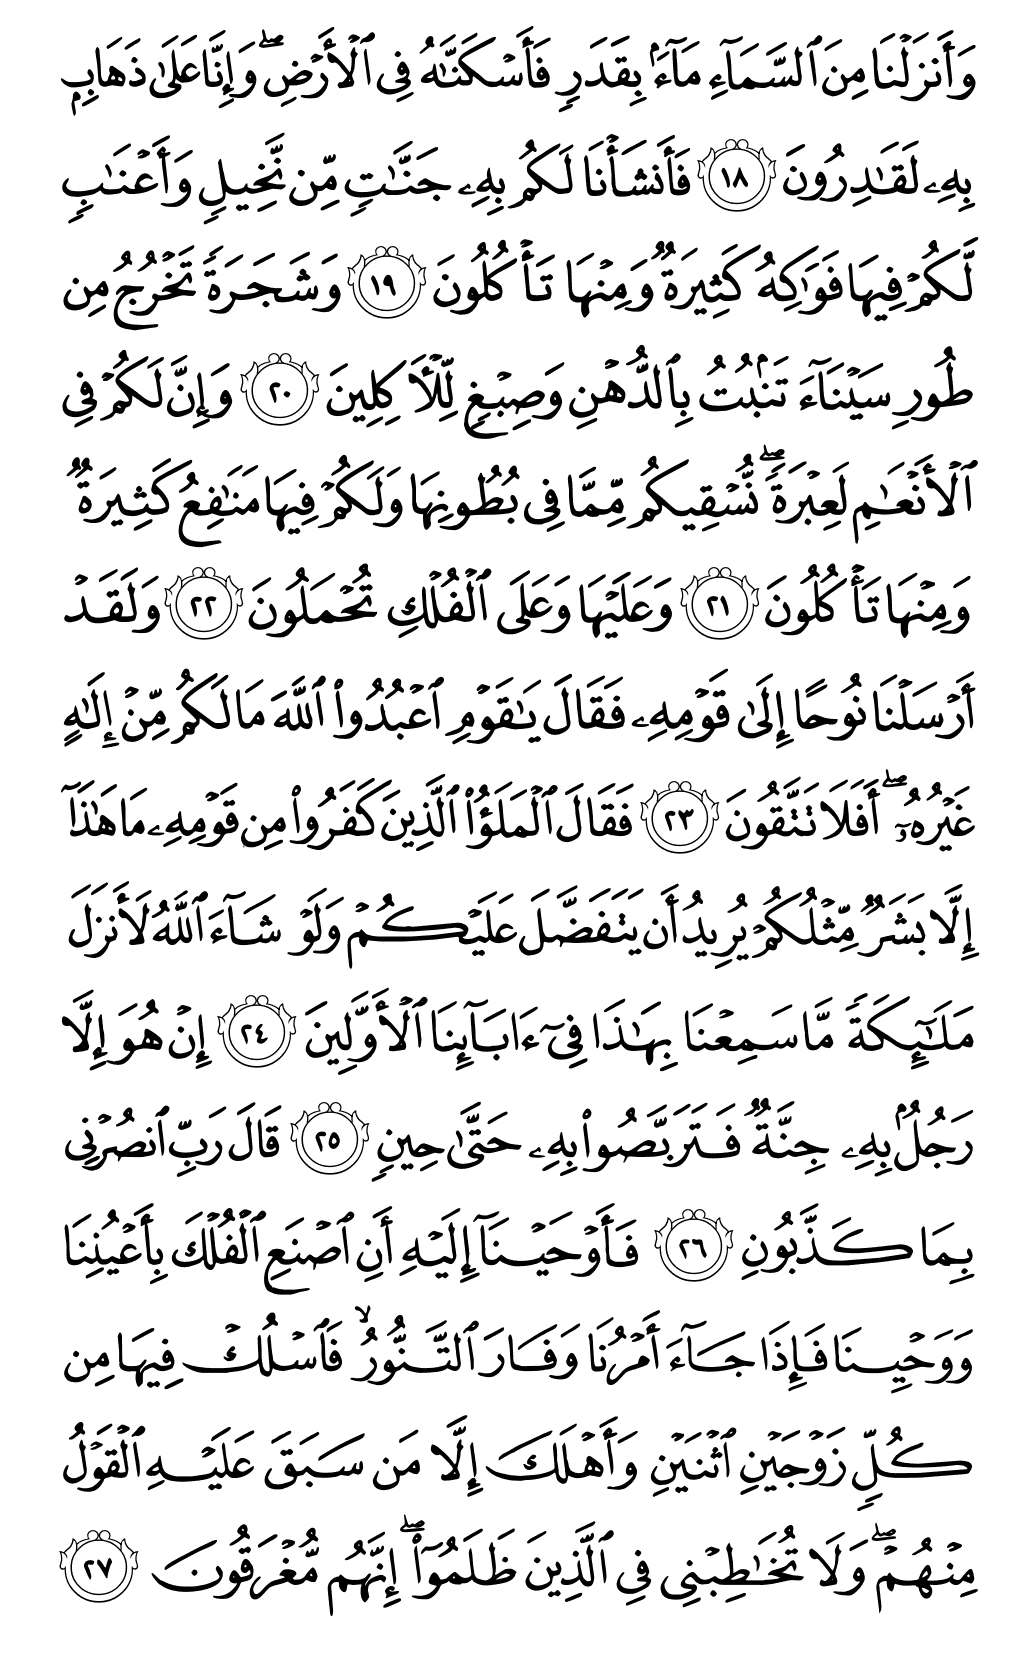 وَأَنزَلْنَا مِنَ ٱلسَّمَآءِ مَآءًۢ بِقَدَرٍ فَأَسْكَنَّـٰهُ فِى ٱلْأَرْضِ ۖ وَإِنَّا عَلَىٰ ذَهَابٍۭ
بِهِۦ لَقَـٰدِرُونَ ١٨ فَأَنشَأْنَا لَكُم بِهِۦ جَنَّـٰتٍ مِّن نَّخِيلٍ وَأَعْنَـٰبٍ
لَّكُمْ فِيهَا فَوَٰكِهُ كَثِيرَةٌ وَمِنْهَا تَأْكُلُونَ ١٩ وَشَجَرَةً تَخْرُجُ مِن
طُورِ سَيْنَآءَ تَنۢبُتُ بِٱلدُّهْنِ وَصِبْغٍ لِّلْـَٔاكِلِينَ ٢٠ وَإِنَّ لَكُمْ فِى
ٱلْأَنْعَـٰمِ لَعِبْرَةً ۖ نُّسْقِيكُم مِّمَّا فِى بُطُونِهَا وَلَكُمْ فِيهَا مَنَـٰفِعُ كَثِيرَةٌ
وَمِنْهَا تَأْكُلُونَ ٢١ وَعَلَيْهَا وَعَلَى ٱلْفُلْكِ تُحْمَلُونَ ٢٢ وَلَقَدْ
أَرْسَلْنَا نُوحًا إِلَىٰ قَوْمِهِۦ فَقَالَ يَـٰقَوْمِ ٱعْبُدُوا۟ ٱللَّهَ مَا لَكُم مِّنْ إِلَـٰهٍ
غَيْرُهُۥٓ ۖ أَفَلَا تَتَّقُونَ ٢٣ فَقَالَ ٱلْمَلَؤُا۟ ٱلَّذِينَ كَفَرُوا۟ مِن قَوْمِهِۦ مَا هَـٰذَآ
إِلَّا بَشَرٌ مِّثْلُكُمْ يُرِيدُ أَن يَتَفَضَّلَ عَلَيْكُمْ وَلَوْ شَآءَ ٱللَّهُ لَأَنزَلَ
مَلَـٰٓئِكَةً مَّا سَمِعْنَا بِهَـٰذَا فِىٓ ءَابَآئِنَا ٱلْأَوَّلِينَ ٢٤ إِنْ هُوَ إِلَّا
رَجُلٌۢ بِهِۦ جِنَّةٌ فَتَرَبَّصُوا۟ بِهِۦ حَتَّىٰ حِينٍ ٢٥ قَالَ رَبِّ ٱنصُرْنِى
بِمَا كَذَّبُونِ ٢٦ فَأَوْحَيْنَآ إِلَيْهِ أَنِ ٱصْنَعِ ٱلْفُلْكَ بِأَعْيُنِنَا
وَوَحْيِنَا فَإِذَا جَآءَ أَمْرُنَا وَفَارَ ٱلتَّنُّورُ ۙ فَٱسْلُكْ فِيهَا مِن
كُلٍّ زَوْجَيْنِ ٱثْنَيْنِ وَأَهْلَكَ إِلَّا مَن سَبَقَ عَلَيْهِ ٱلْقَوْلُ
مِنْهُمْ ۖ وَلَا تُخَـٰطِبْنِى فِى ٱلَّذِينَ ظَلَمُوٓا۟ ۖ إِنَّهُم مُّغْرَقُونَ ٢٧